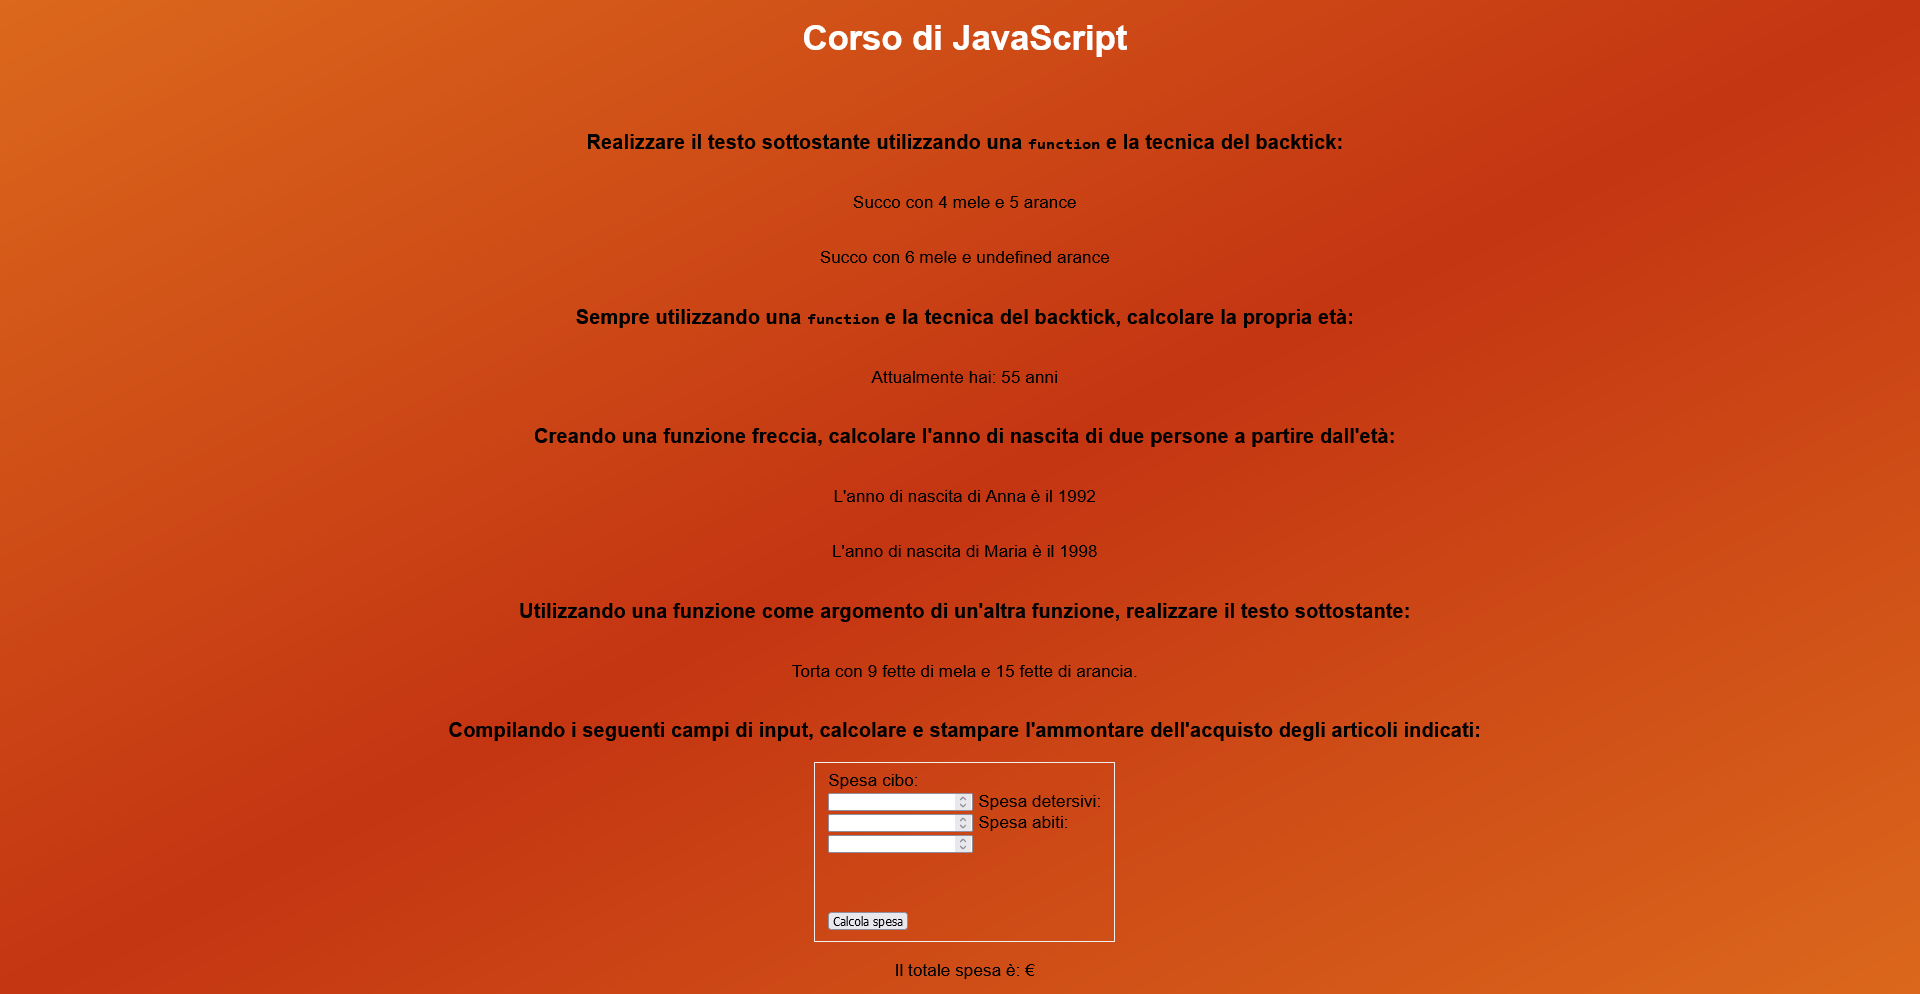 Corso di JavaScript
Realizzare il testo sottostante utilizzando una function e la tecnica del backtick:
Succo con 4 mele e 5 arance
Succo con 6 mele e undefined arance
Sempre utilizzando una function e la tecnica del backtick, calcolare la propria età:
Attualmente hai: 55 anni
Creando una funzione freccia, calcolare l'anno di nascita di due persone a partire dall'età:
L'anno di nascita di Anna è il 1992
L'anno di nascita di Maria è il 1998
Utilizzando una funzione come argomento di un'altra funzione, realizzare il testo sottostante:
Torta con 9 fette di mela e 15 fette di arancia.
Compilando i seguenti campi di input, calcolare e stampare l'ammontare dell'acquisto degli articoli indicati:
Spesa cibo:
Spesa detersivi:
Spesa abiti:
Calcola spesa
Il totale spesa è: €